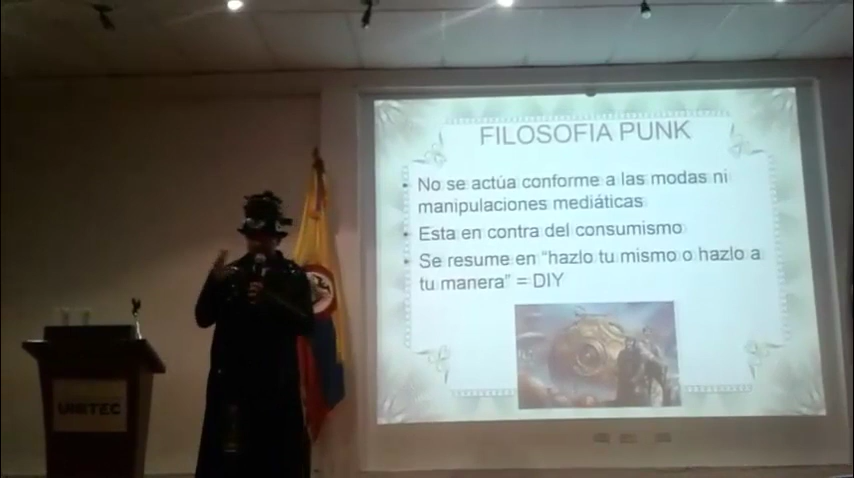 FILOSOFIA PUNK
• No se actúa conforme a las modas ni
manipulaciones mediáticas
• Esta en contra del consumismo
• Se resume en “hazlo tu mismo o hazlo a
tu manera” = DIY
UNITEC